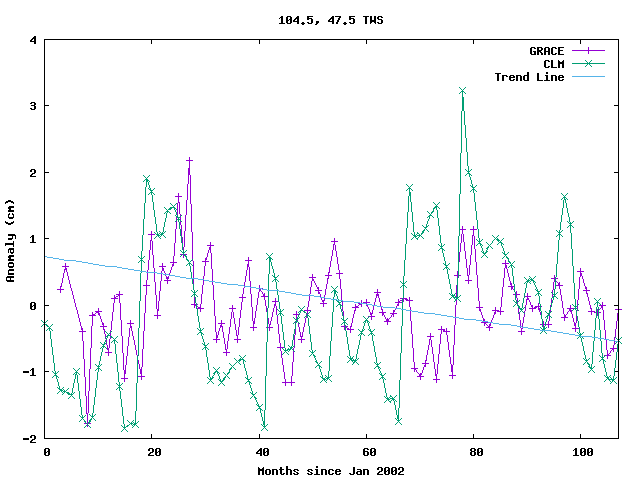 104.5, 47.5 TWS
GRACE
CLM
Trend Line
4
3
2
1
0
-1
-2
Anomaly (cm)
0 20 40 60 80 100
Months since Jan 2002